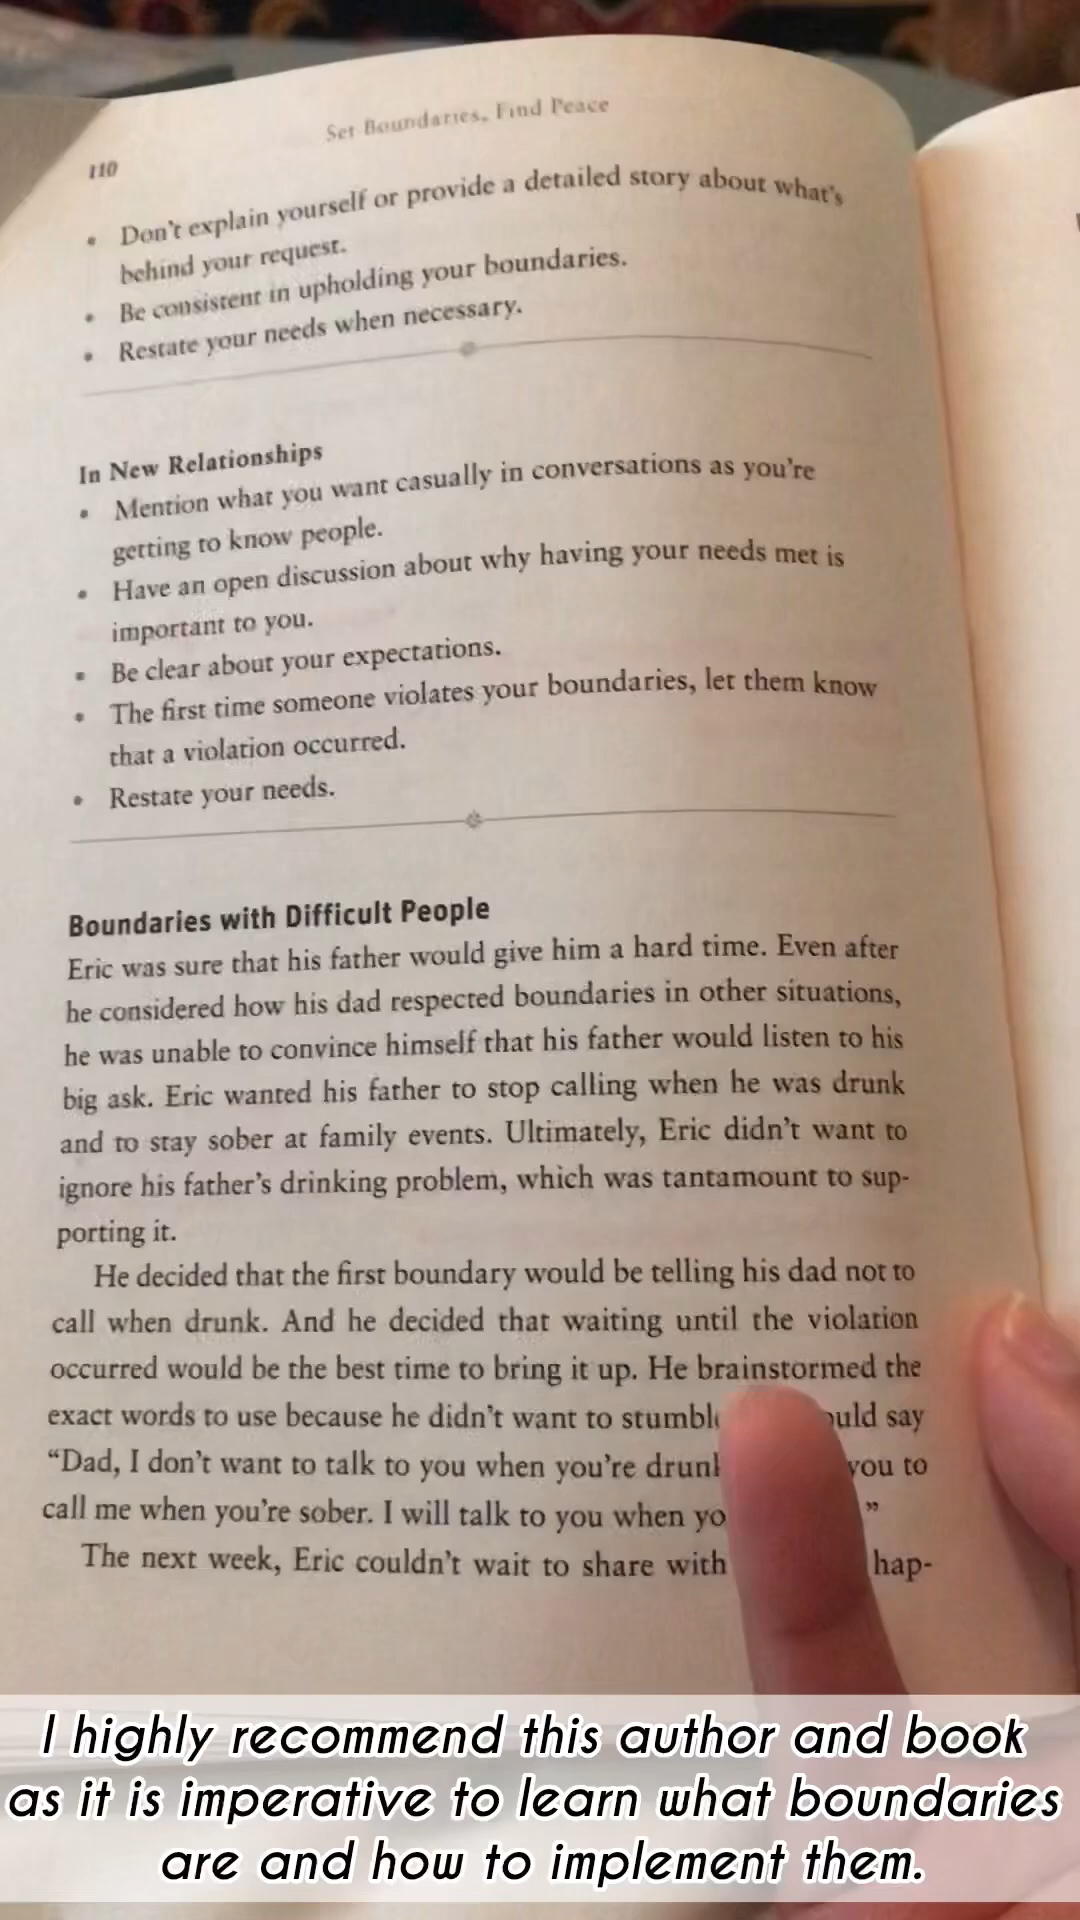 Set Boundaries, Find Peace
110
• Don't explain yourself or provide a detailed story about what's
behind your request.
• Be consistent in upholding your boundaries.
• Restate your needs when necessary.
In New Relationships
• Mention what you want casually in conversations as you're
getting to know people.
• Have an open discussion about why having your needs met is
important to you.
• Be clear about your expectations.
• The first time someone violates your boundaries, let them know
that a violation occurred.
• Restate your needs.
Boundaries with Difficult People
Eric was sure that his father would give him a hard time. Even after
he considered how his dad respected boundaries in other situations,
he was unable to convince himself that his father would listen to his
big ask. Eric wanted his father to stop calling when he was drunk
and to stay sober at family events. Ultimately, Eric didn't want to
ignore his father's drinking problem, which was tantamount to sup-
porting it.
He decided that the first boundary would be telling his dad not to
call when drunk. And he decided that waiting until the violation
occurred would be the best time to bring it up. He brainstormed the
exact words to use because he didn't want to say
"Dad, I don't want to talk to you when you're you to
call me when you're sober. I will talk to you when "
The next week, Eric couldn't wait to share with hap-
I highly recommend this author and book
as it is imperative to learn what boundaries
are and how to implement them.